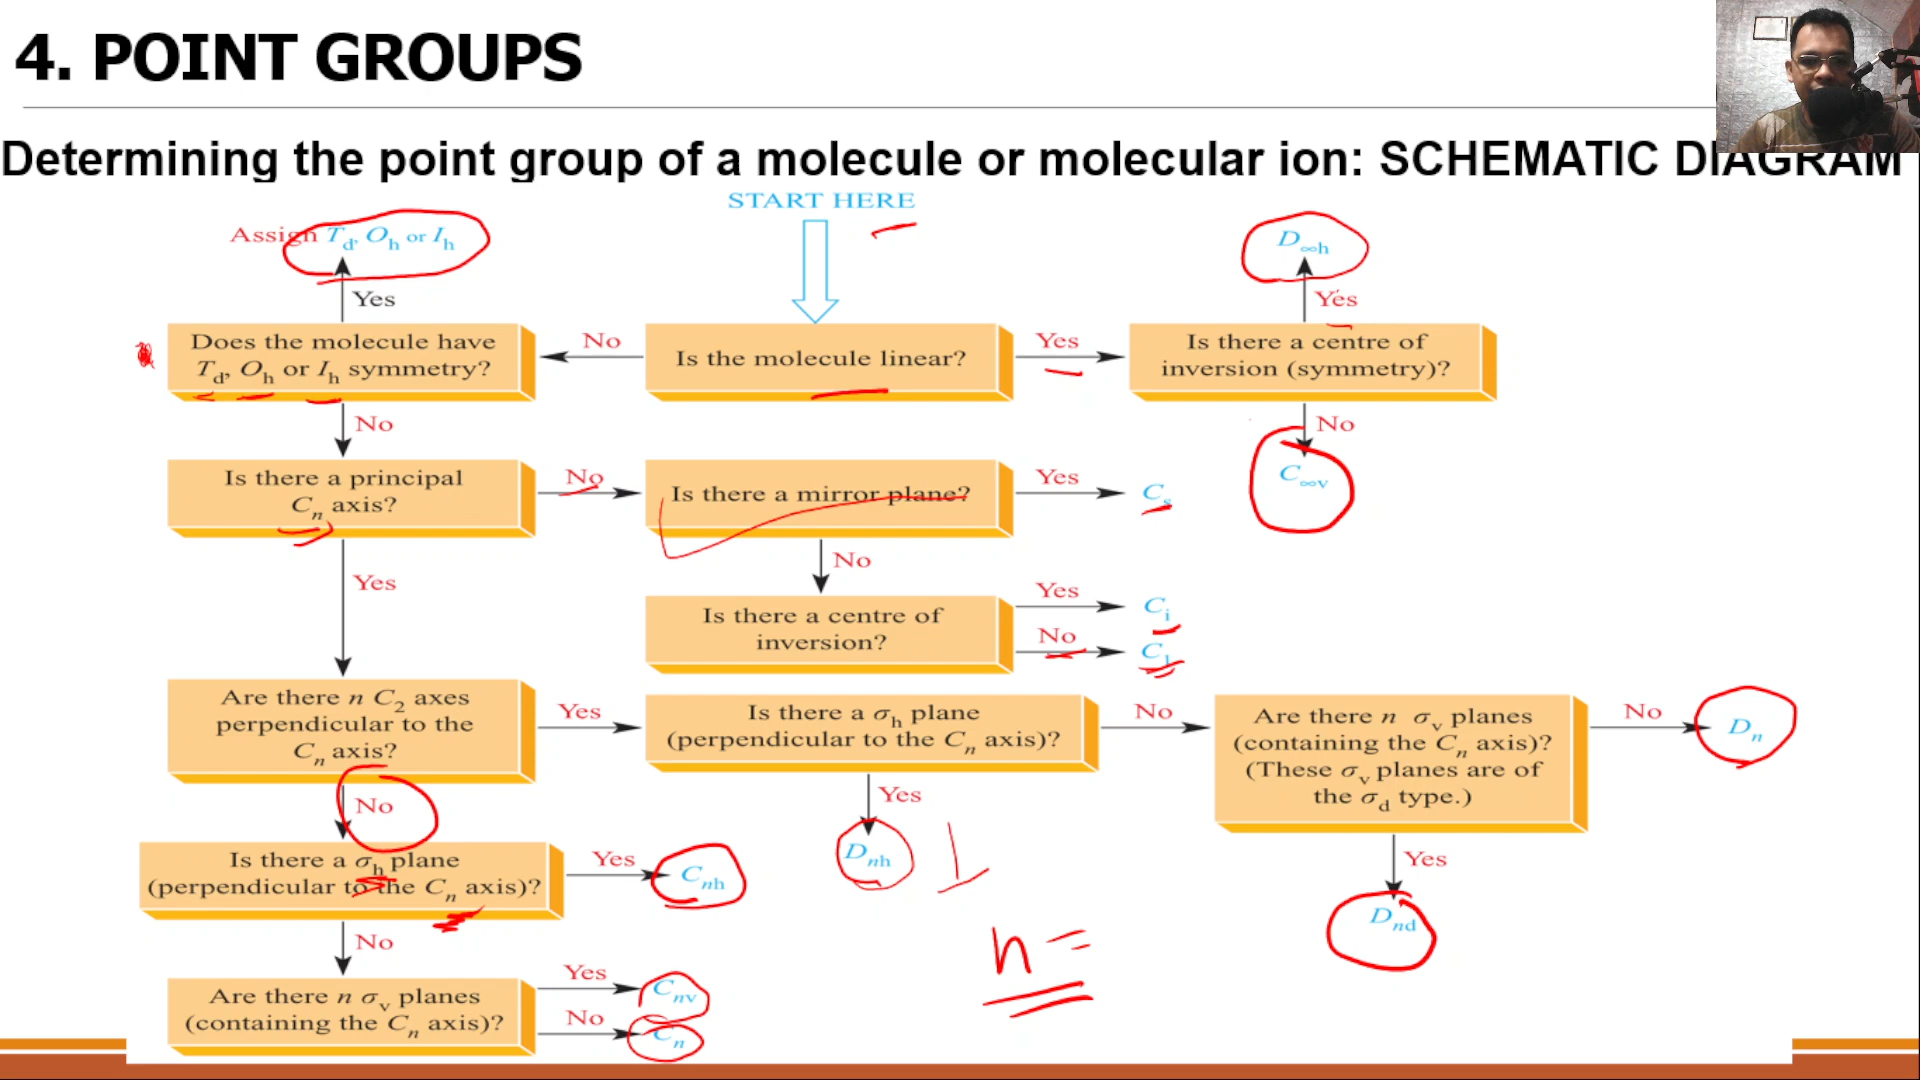 4. POINT GROUPS
Determining the point group of a molecule or molecular ion: SCHEMATIC DIAGRAM
START HERE
Assign Td, Oh or Ih
D∞h
Yes
Yes
Does the molecule have
Td, Oh or Ih symmetry?
No
Is the molecule linear?
Yes
Is there a centre of
inversion (symmetry)?
No
No
C∞v
Is there a principal
Cn axis?
No
Is there a mirror plane?
Yes
Cs
Yes
No
Is there a centre of
inversion?
Yes
Ci
No
C1
Are there n C2 axes
perpendicular to the
Cn axis?
Yes
Is there a σh plane
(perpendicular to the Cn axis)?
No
Are there n σv planes
(containing the Cn axis)?
(These σv planes are of
the σd type.)
No
Dn
No
Yes
Dnh
Yes
Dnd
Is there a σh plane
(perpendicular to the Cn axis)?
Yes
Cnh
n =
No
Are there n σv planes
(containing the Cn axis)?
Yes
Cnv
No
Cn